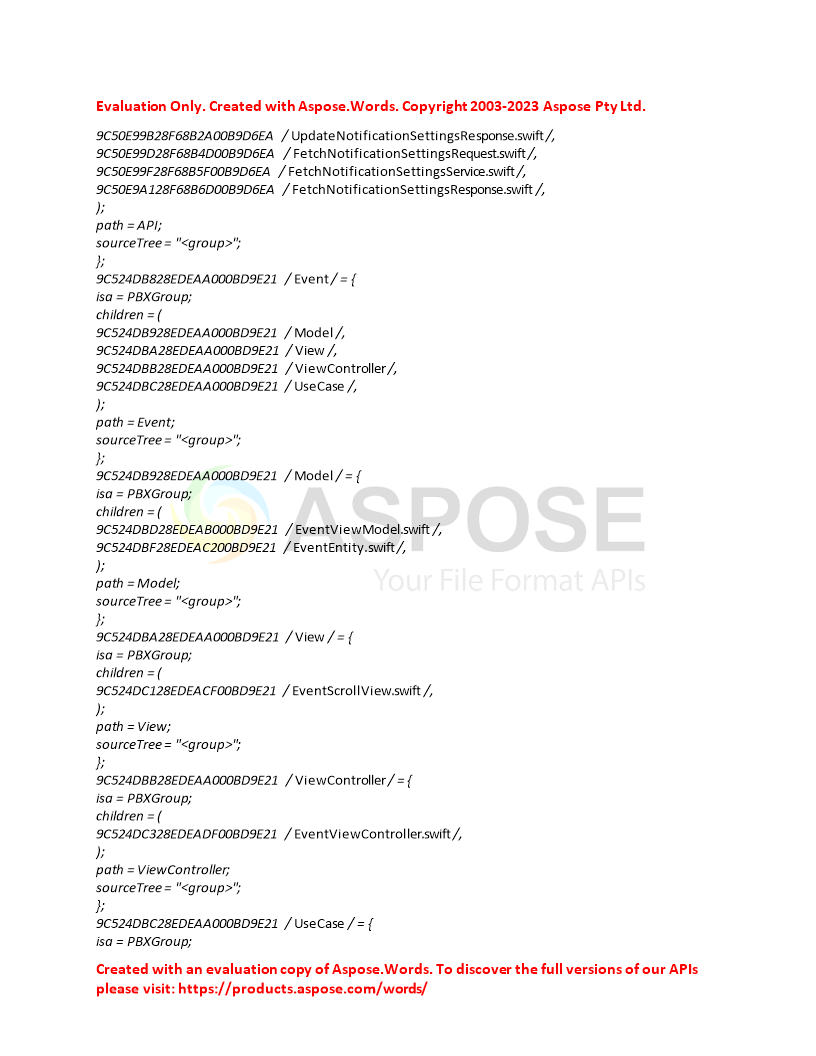 Evaluation Only. Created with Aspose.Words. Copyright 2003-2023 Aspose Pty Ltd.
9C50E99B28F68B2A00B9D6EA / UpdateNotificationSettingsResponse.swift /,
9C50E99D28F68B4D00B9D6EA / FetchNotificationSettingsRequest.swift /,
9C50E99F28F68B5F00B9D6EA / FetchNotificationSettingsService.swift /,
9C50E9A128F68B6D00B9D6EA / FetchNotificationSettingsResponse.swift /,
);
path = API;
sourceTree = "<group>";
};
9C524DB828EDEAA000BD9E21 / Event / = {
isa = PBXGroup;
children = (
9C524DB928EDEAA000BD9E21 / Model /,
9C524DBA28EDEAA000BD9E21 / View /,
9C524DBB28EDEAA000BD9E21 / ViewController /,
9C524DBC28EDEAA000BD9E21 / UseCase /,
);
path = Event;
sourceTree = "<group>";
};
9C524DB928EDEAA000BD9E21 / Model / = {
isa = PBXGroup;
children = (
9C524DBD28EDEAB000BD9E21 / EventViewModel.swift /,
9C524DBF28EDEAC200BD9E21 / EventEntity.swift /,
);
path = Model;
sourceTree = "<group>";
};
9C524DBA28EDEAA000BD9E21 / View / = {
isa = PBXGroup;
children = (
9C524DC128EDEACF00BD9E21 / EventScrollView.swift /,
);
path = View;
sourceTree = "<group>";
};
9C524DBB28EDEAA000BD9E21 / ViewController / = {
isa = PBXGroup;
children = (
9C524DC328EDEADF00BD9E21 / EventViewController.swift /,
);
path = ViewController;
sourceTree = "<group>";
};
9C524DBC28EDEAA000BD9E21 / UseCase / = {
isa = PBXGroup;
ASPOSE
Your File Format APIs
Created with an evaluation copy of Aspose.Words. To discover the full versions of our APIs
please visit: https://products.aspose.com/words/